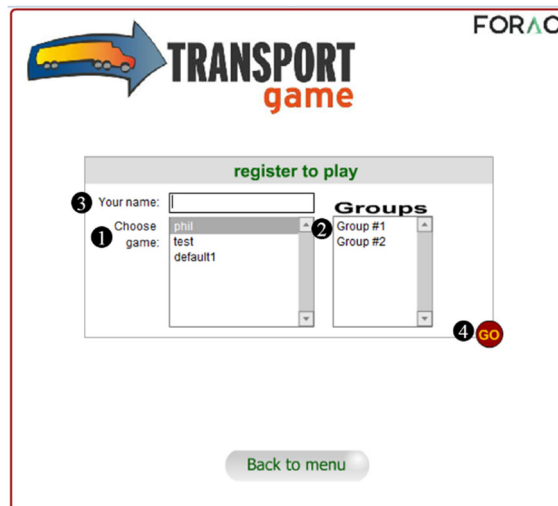 FORAC
TRANSPORT
game
register to play
3 Your name:
Groups
1 Choose game:
phil
test
default1
2 Group #1
Group #2
4 GO
Back to menu